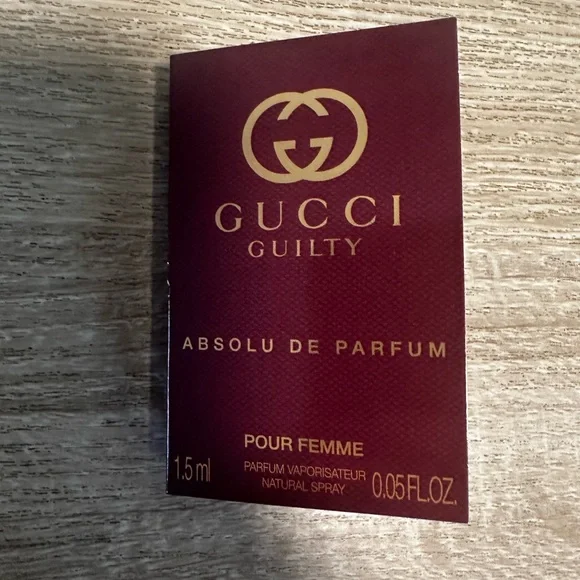 GUCCI
GUILTY
ABSOLU DE PARFUM
POUR FEMME
1.5 ml
PARFUM VAPORISATEUR
NATURAL SPRAY
0.05 FL.OZ.